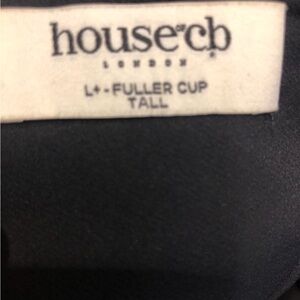 house of cb
LONDON
L+-FULLER CUP
TALL